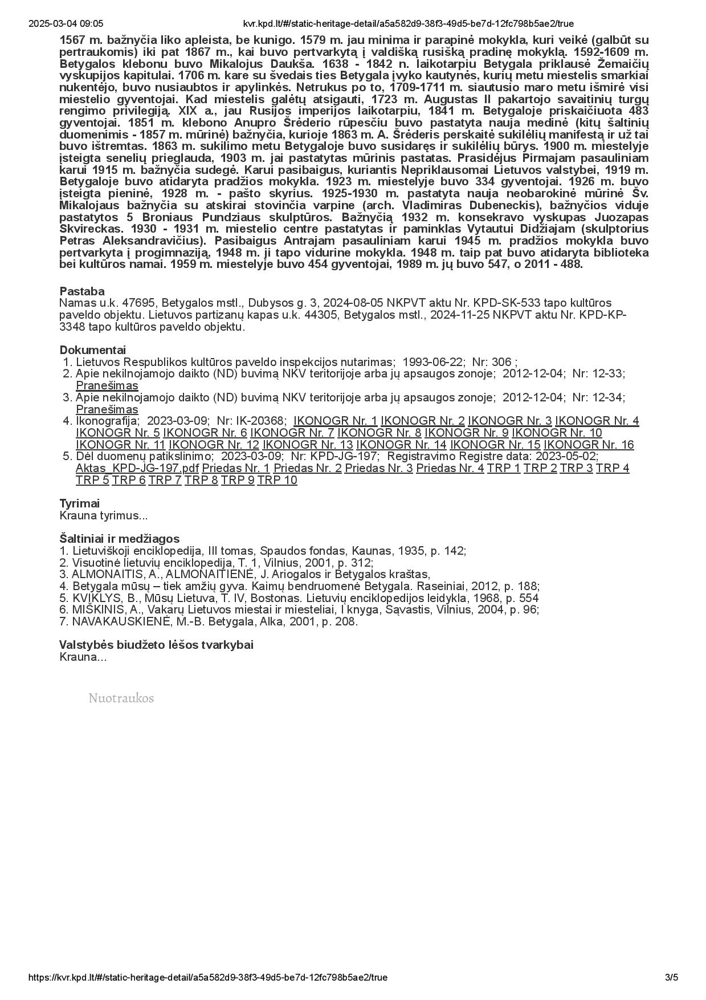 2025-03-04 09:05
kvr.kpd.lt/#/static-heritage-detail/a5a582d9-38f3-49d5-be7d-12fc798b5ae2/true
1567 m. bažnyčia liko apleista, be kunigo. 1579 m. jau minima ir parapinė mokykla, kuri veikė (galbūt su
pertraukomis) iki pat 1867 m., kai buvo pertvarkytą į valdišką rusišką pradinę mokyklą. 1592-1609 m.
Betygalos klebonu buvo Mikalojus Daukša. 1638 - 1842 n. laikotarpiu Betygala priklausė Žemaičių
vyskupijos kapitulai. 1706 m. kare su švedais ties Betygala įvyko kautynės, kurių metu miestelis smarkiai
nukentėjo, buvo nusiaubtos ir apylinkės. Netrukus po to, 1709-1711 m. siautusio maro metu išmirė visi
miestelio gyventojai. Kad miestelis galėtų atsigauti, 1723 m. Augustas II pakartojo savaitinių turgų
rengimo privilegiją. XIX a., jau Rusijos imperijos laikotarpiu, 1841 m. Betygaloje priskaičiuota 483
gyventojai. 1851 m. klebono Anupro Šrėderio rūpesčiu buvo pastatyta nauja medinė (kitų šaltinių
duomenimis - 1857 m. mūrinė) bažnyčia, kurioje 1863 m. A. Šrėderis perskaitė sukilėlių manifestą ir už tai
buvo ištremtas. 1863 m. sukilimo metu Betygaloje buvo susidaręs ir sukilėlių būrys. 1900 m. miestelyje
įsteigta senelių prieglauda, 1903 m. jai pastatytas mūrinis pastatas. Prasidėjus Pirmajam pasauliniam
karui 1915 m. bažnyčia sudegė. Karui pasibaigus, kuriantis Nepriklausomai Lietuvos valstybei, 1919 m.
Betygaloje buvo atidaryta pradžios mokykla. 1923 m. miestelyje buvo 334 gyventojai. 1926 m. buvo
įsteigta pieninė, 1928 m. - pašto skyrius. 1925-1930 m. pastatyta nauja neobarokinė mūrinė Šv.
Mikalojaus bažnyčia su atskirai stovinčia varpine (arch. Vladimiras Dubeneckis), bažnyčios viduje
pastatytos 5 Broniaus Pundziaus skulptūros. Bažnyčią 1932 m. konsekravo vyskupas Juozapas
Skvireckas. 1930 - 1931 m. miestelio centre pastatytas ir paminklas Vytautui Didžiajam (skulptorius
Petras Aleksandravičius). Pasibaigus Antrajam pasauliniam karui 1945 m. pradžios mokykla buvo
pertvarkyta į progimnaziją, 1948 m. ji tapo vidurine mokykla. 1948 m. taip pat buvo atidaryta biblioteka
bei kultūros namai. 1959 m. miestelyje buvo 454 gyventojai, 1989 m. jų buvo 547, o 2011 - 488.
Pastaba
Namas u.k. 47695, Betygalos mstl., Dubysos g. 3, 2024-08-05 NKPVT aktu Nr. KPD-SK-533 tapo kultūros
paveldo objektu. Lietuvos partizanų kapas u.k. 44305, Betygalos mstl., 2024-11-25 NKPVT aktu Nr. KPD-KP-
3348 tapo kultūros paveldo objektu.
Dokumentai
1. Lietuvos Respublikos kultūros paveldo inspekcijos nutarimas; 1993-06-22; Nr: 306 ;
2. Apie nekilnojamojo daikto (ND) buvimą NKV teritorijoje arba jų apsaugos zonoje; 2012-12-04; Nr: 12-33;
Pranešimas
3. Apie nekilnojamojo daikto (ND) buvimą NKV teritorijoje arba jų apsaugos zonoje; 2012-12-04; Nr: 12-34;
Pranešimas
4. Ikonografija; 2023-03-09; Nr: IK-20368; IKONOGR Nr. 1 IKONOGR Nr. 2 IKONOGR Nr. 3 IKONOGR Nr. 4
IKONOGR Nr. 5 IKONOGR Nr. 6 IKONOGR Nr. 7 IKONOGR Nr. 8 IKONOGR Nr. 9 IKONOGR Nr. 10
IKONOGR Nr. 11 IKONOGR Nr. 12 IKONOGR Nr. 13 IKONOGR Nr. 14 IKONOGR Nr. 15 IKONOGR Nr. 16
5. Dėl duomenų patikslinimo; 2023-03-09; Nr: KPD-JG-197; Registravimo Registre data: 2023-05-02;
Aktas_KPD-JG-197.pdf Priedas Nr. 1 Priedas Nr. 2 Priedas Nr. 3 Priedas Nr. 4 TRP 1 TRP 2 TRP 3 TRP 4
TRP 5 TRP 6 TRP 7 TRP 8 TRP 9 TRP 10
Tyrimai
Krauna tyrimus...
Šaltiniai ir medžiagos
1. Lietuviškoji enciklopedija, III tomas, Spaudos fondas, Kaunas, 1935, p. 142;
2. Visuotinė lietuvių enciklopedija, T. 1, Vilnius, 2001, p. 312;
3. ALMONAITIS, A., ALMONAITIENĖ, J. Ariogalos ir Betygalos kraštas,
4. Betygala mūsų – tiek amžių gyva. Kaimų bendruomenė Betygala. Raseiniai, 2012, p. 188;
5. KVIKLYS, B., Mūsų Lietuva, T. IV, Bostonas. Lietuvių enciklopedijos leidykla, 1968, p. 554
6. MIŠKINIS, A., Vakarų Lietuvos miestai ir miesteliai, I knyga, Sąvastis, Vilnius, 2004, p. 96;
7. NAVAKAUSKIENĖ, M.-B. Betygala, Alka, 2001, p. 208.
Valstybės biudžeto lėšos tvarkybai
Krauna...
Nuotraukos
https://kvr.kpd.lt/#/static-heritage-detail/a5a582d9-38f3-49d5-be7d-12fc798b5ae2/true
3/5